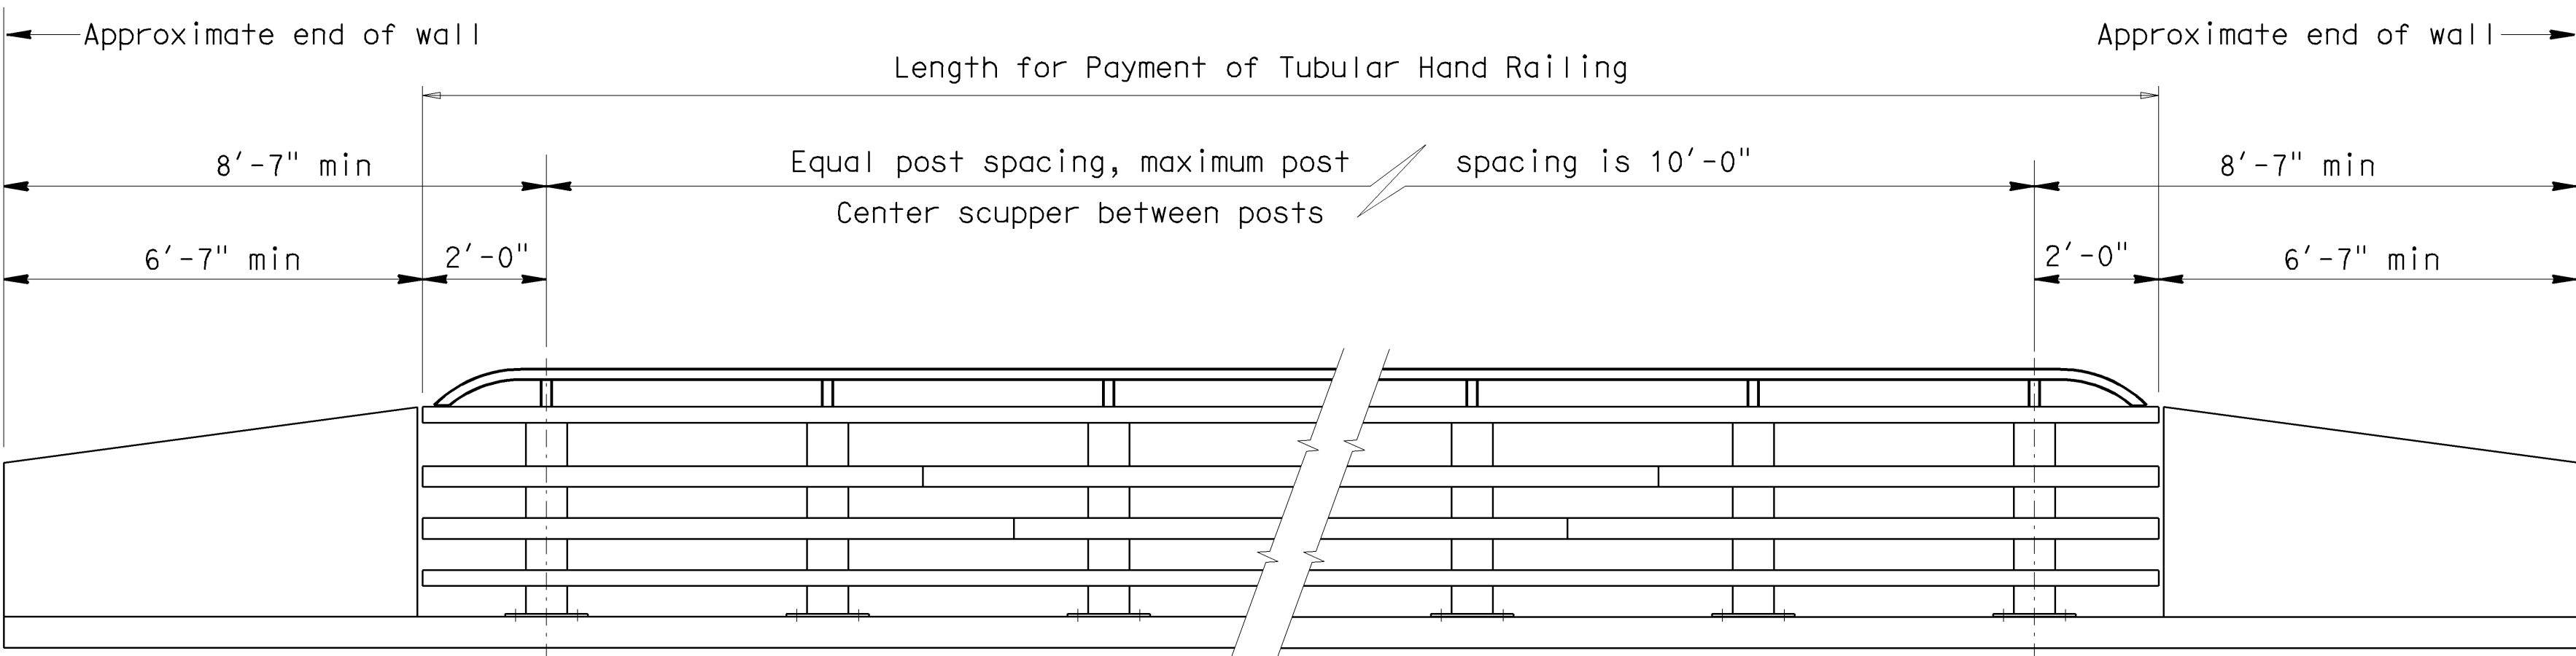 Approximate end of wall
Approximate end of wall
Length for Payment of Tubular Hand Railing
8'-7" min
Equal post spacing, maximum post spacing is 10'-0"
8'-7" min
Center scupper between posts
6'-7" min
2'-0"
2'-0"
6'-7" min